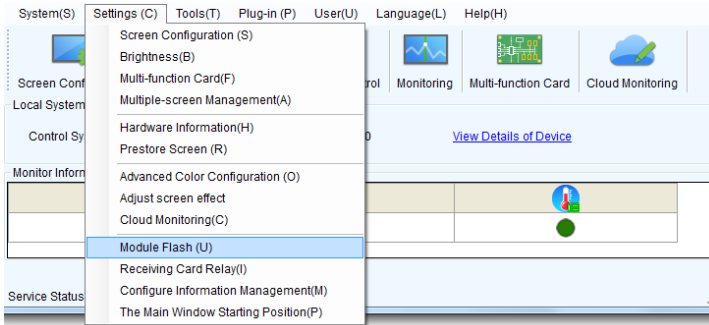 System(S) Settings (C) Tools(T) Plug-in (P) User(U) Language(L) Help(H)
Screen Configuration (S)
Brightness(B)
Multi-function Card(F)
Multiple-screen Management(A)
Hardware Information(H)
Prestore Screen (R)
Advanced Color Configuration (O)
Adjust screen effect
Cloud Monitoring(C)
Module Flash (U)
Receiving Card Relay(I)
Configure Information Management(M)
The Main Window Starting Position(P)
Screen Conf rol Monitoring Multi-function Card Cloud Monitoring
Local System
Control Sy 0 View Details of Device
Monitor Inform
Service Status